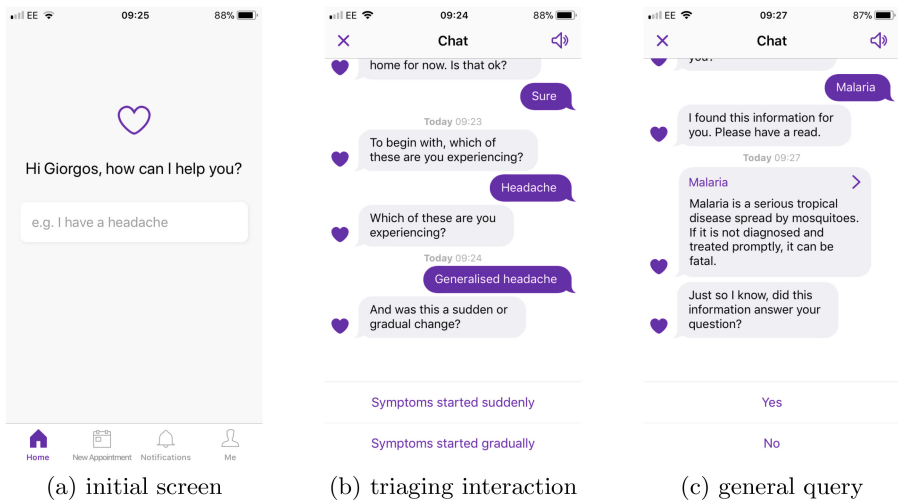 EE 09:25 88%
Hi Giorgos, how can I help you?
e.g. I have a headache
Home New Appointment Notifications Me
(a) initial screen
EE 09:24 88%
Chat
home for now. Is that ok?
Sure
Today 09:23
To begin with, which of
these are you experiencing?
Headache
Which of these are you
experiencing?
Today 09:24
Generalised headache
And was this a sudden or
gradual change?
Symptoms started suddenly
Symptoms started gradually
(b) triaging interaction
EE 09:27 87%
Chat
you?
Malaria
I found this information for
you. Please have a read.
Today 09:27
Malaria
Malaria is a serious tropical
disease spread by mosquitoes.
If it is not diagnosed and
treated promptly, it can be
fatal.
Just so I know, did this
information answer your
question?
Yes
No
(c) general query